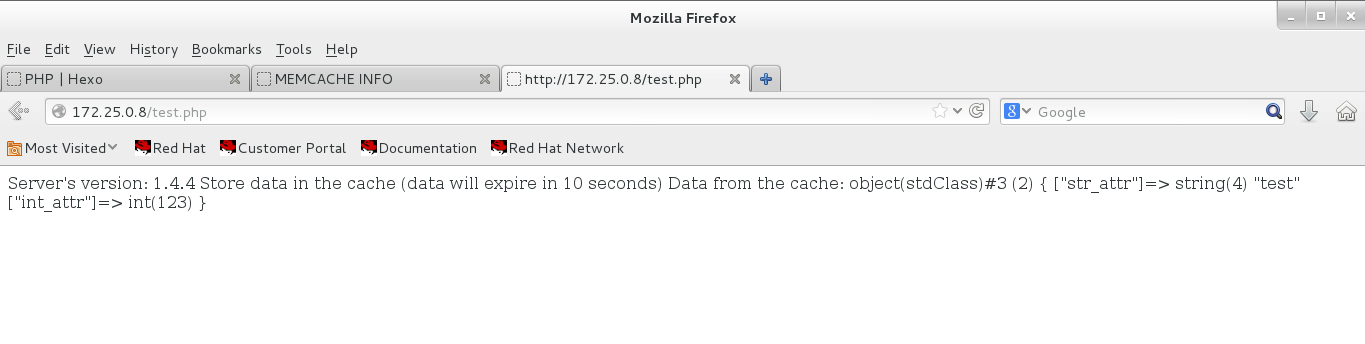 Mozilla Firefox
File Edit View History Bookmarks Tools Help
PHP | Hexo MEMCACHE INFO http://172.25.0.8/test.php
172.25.0.8/test.php Google
Most Visited Red Hat Customer Portal Documentation Red Hat Network
Server's version: 1.4.4 Store data in the cache (data will expire in 10 seconds) Data from the cache: object(stdClass)#3 (2) { ["str_attr"]=> string(4) "test"
["int_attr"]=> int(123) }